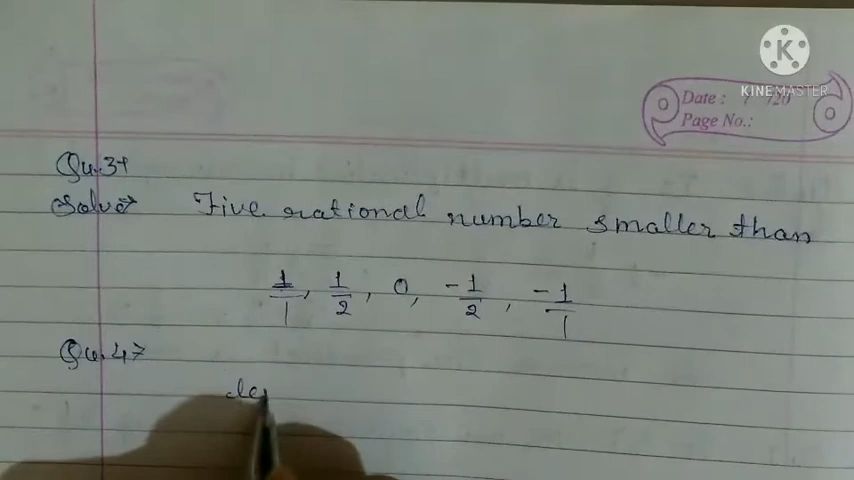 K
KINEMASTER
Date : / /20
Page No.:
Qu.3→
Solve→ Five rational number smaller than
1/1, 1/2, 0, -1/2, -1/1
Qu.4→